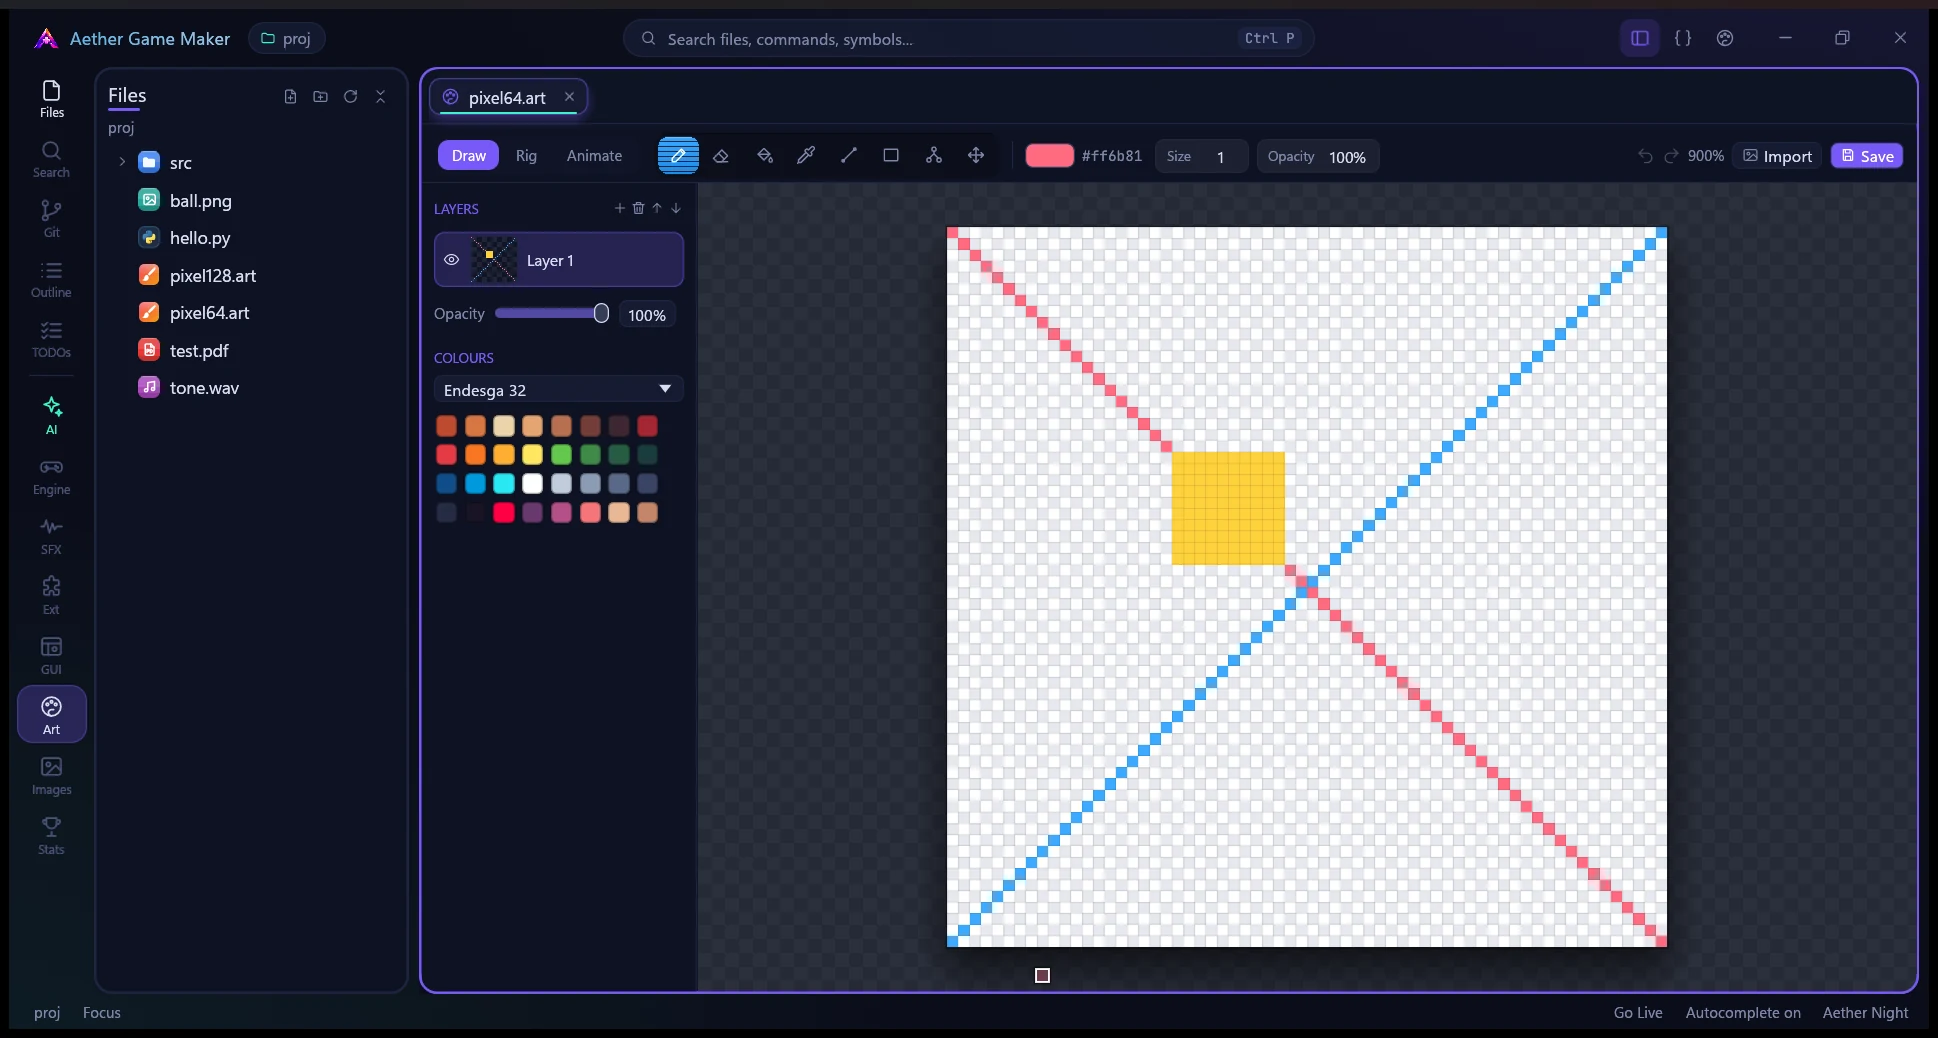 Aether Game Maker
proj
Search files, commands, symbols...
Ctrl P
Files
Search
Git
Outline
TODOs
AI
Engine
SFX
Ext
GUI
Art
Images
Stats
Files
proj
src
ball.png
hello.py
pixel128.art
pixel64.art
test.pdf
tone.wav
pixel64.art
Draw
Rig
Animate
#ff6b81
Size 1
Opacity 100%
900%
Import
Save
LAYERS
Layer 1
Opacity 100%
COLOURS
Endesga 32
proj
Focus
Go Live
Autocomplete on
Aether Night